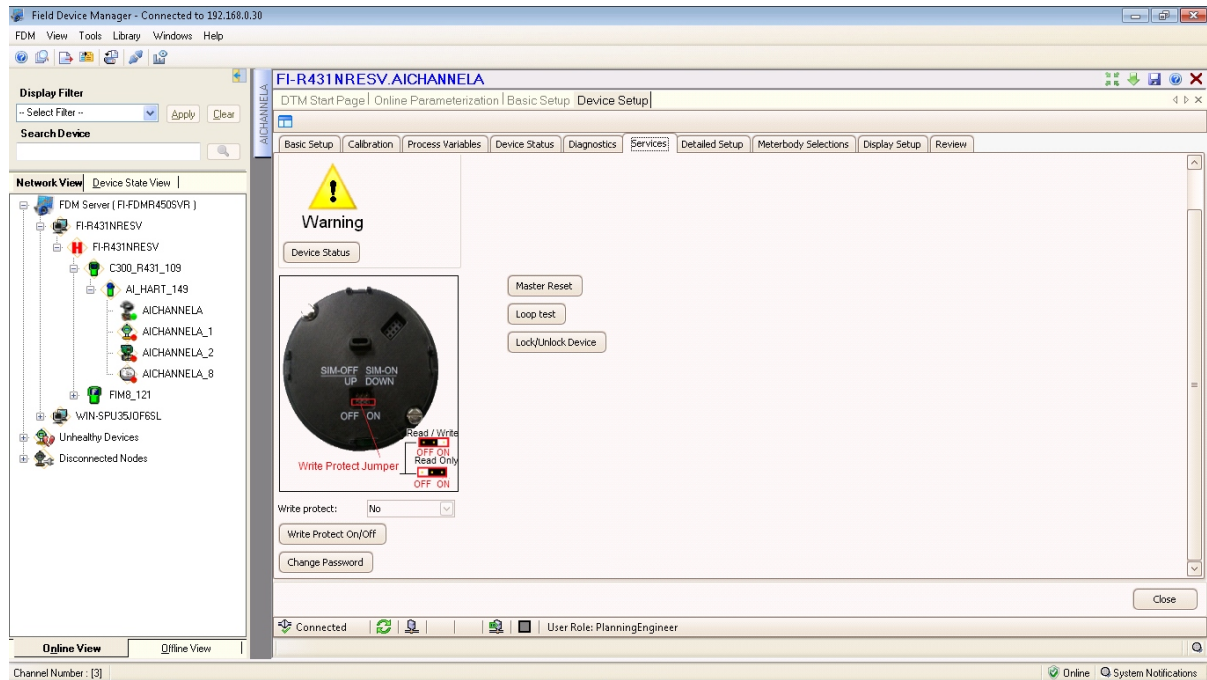 Field Device Manager - Connected to 192.168.0.30
FDM View Tools Library Windows Help
Display Filter
-- Select Filter -- Apply Clear
Search Device
Network View Device State View
FDM Server ( FI-FDMR450SVR )
FI-R431NRESV
FI-R431NRESV
C300_R431_109
AI_HART_149
AICHANNELA
AICHANNELA_1
AICHANNELA_2
AICHANNELA_8
FIM8_121
WIN-SPU35JOF6SL
Unhealthy Devices
Disconnected Nodes
Online View Offline View
AICHANNELA
FI-R431NRESV.AICHANNELA
DTM Start Page Online Parameterization Basic Setup Device Setup
Basic Setup Calibration Process Variables Device Status Diagnostics Services Detailed Setup Meterbody Selections Display Setup Review
Warning
Device Status
Master Reset
Loop test
Lock/Unlock Device
SIM-OFF SIM-ON
UP DOWN
OFF ON
Read / Write
OFF ON
Write Protect Jumper
Read Only
OFF ON
Write protect: No
Write Protect On/Off
Change Password
Close
Connected User Role: PlanningEngineer
Channel Number : [3] Online System Notifications